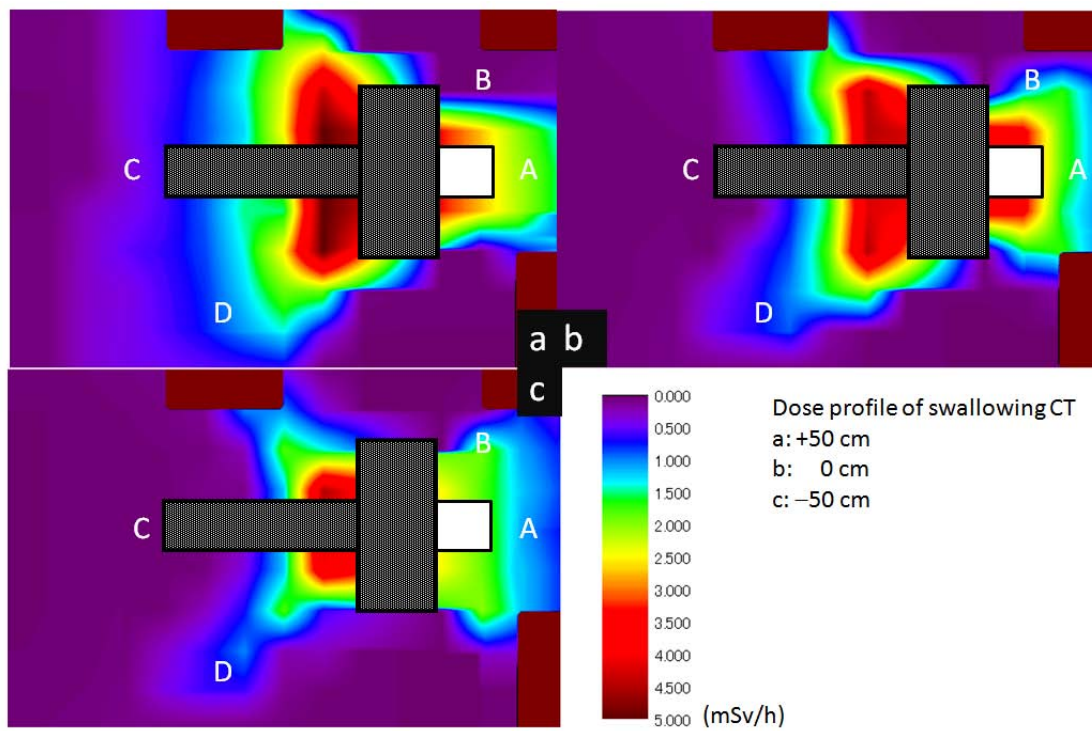 B
C
A
D
B
C
A
D
a b
c
B
C
A
D
0.000
0.500
1.000
1.500
2.000
2.500
3.000
3.500
4.000
4.500
5.000
(mSv/h)
Dose profile of swallowing CT
a: +50 cm
b: 0 cm
c: −50 cm